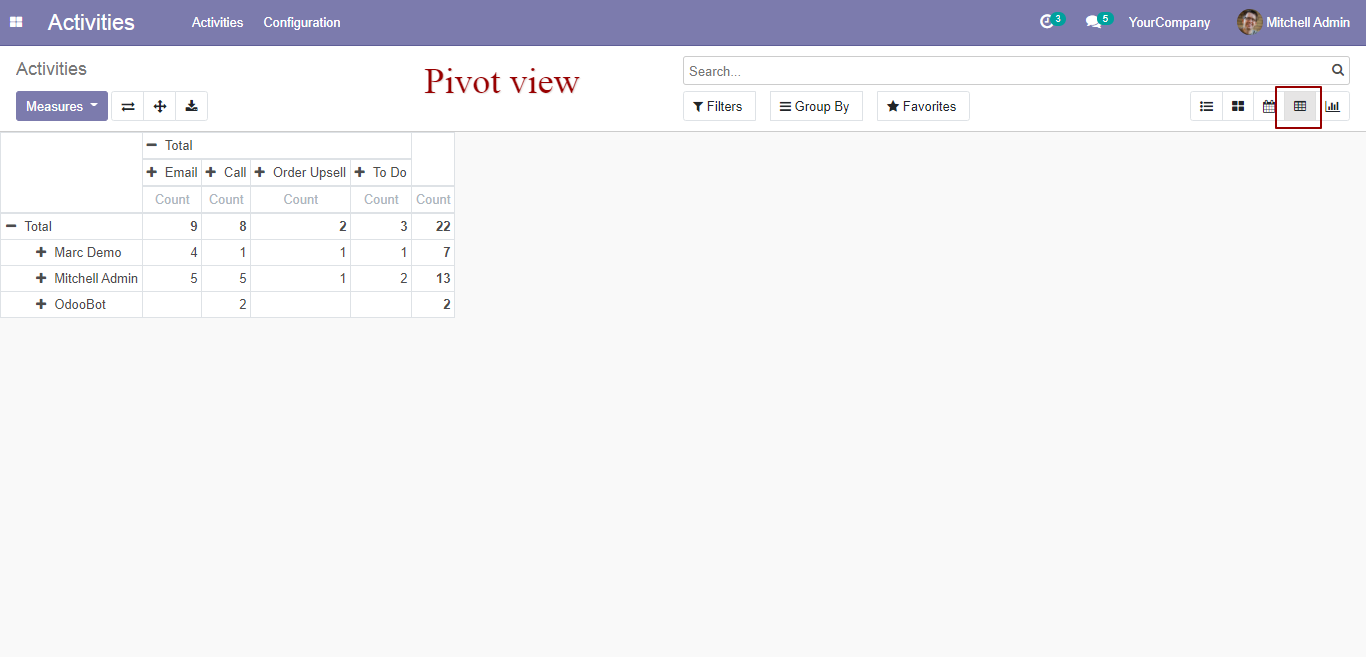 Activities Activities Configuration 3 5 YourCompany Mitchell Admin
Activities
Pivot view
Search...
Measures
Filters Group By Favorites
Total
Email Call Order Upsell To Do
Count Count Count Count Count
Total 9 8 2 3 22
Marc Demo 4 1 1 1 7
Mitchell Admin 5 5 1 2 13
OdooBot 2 2